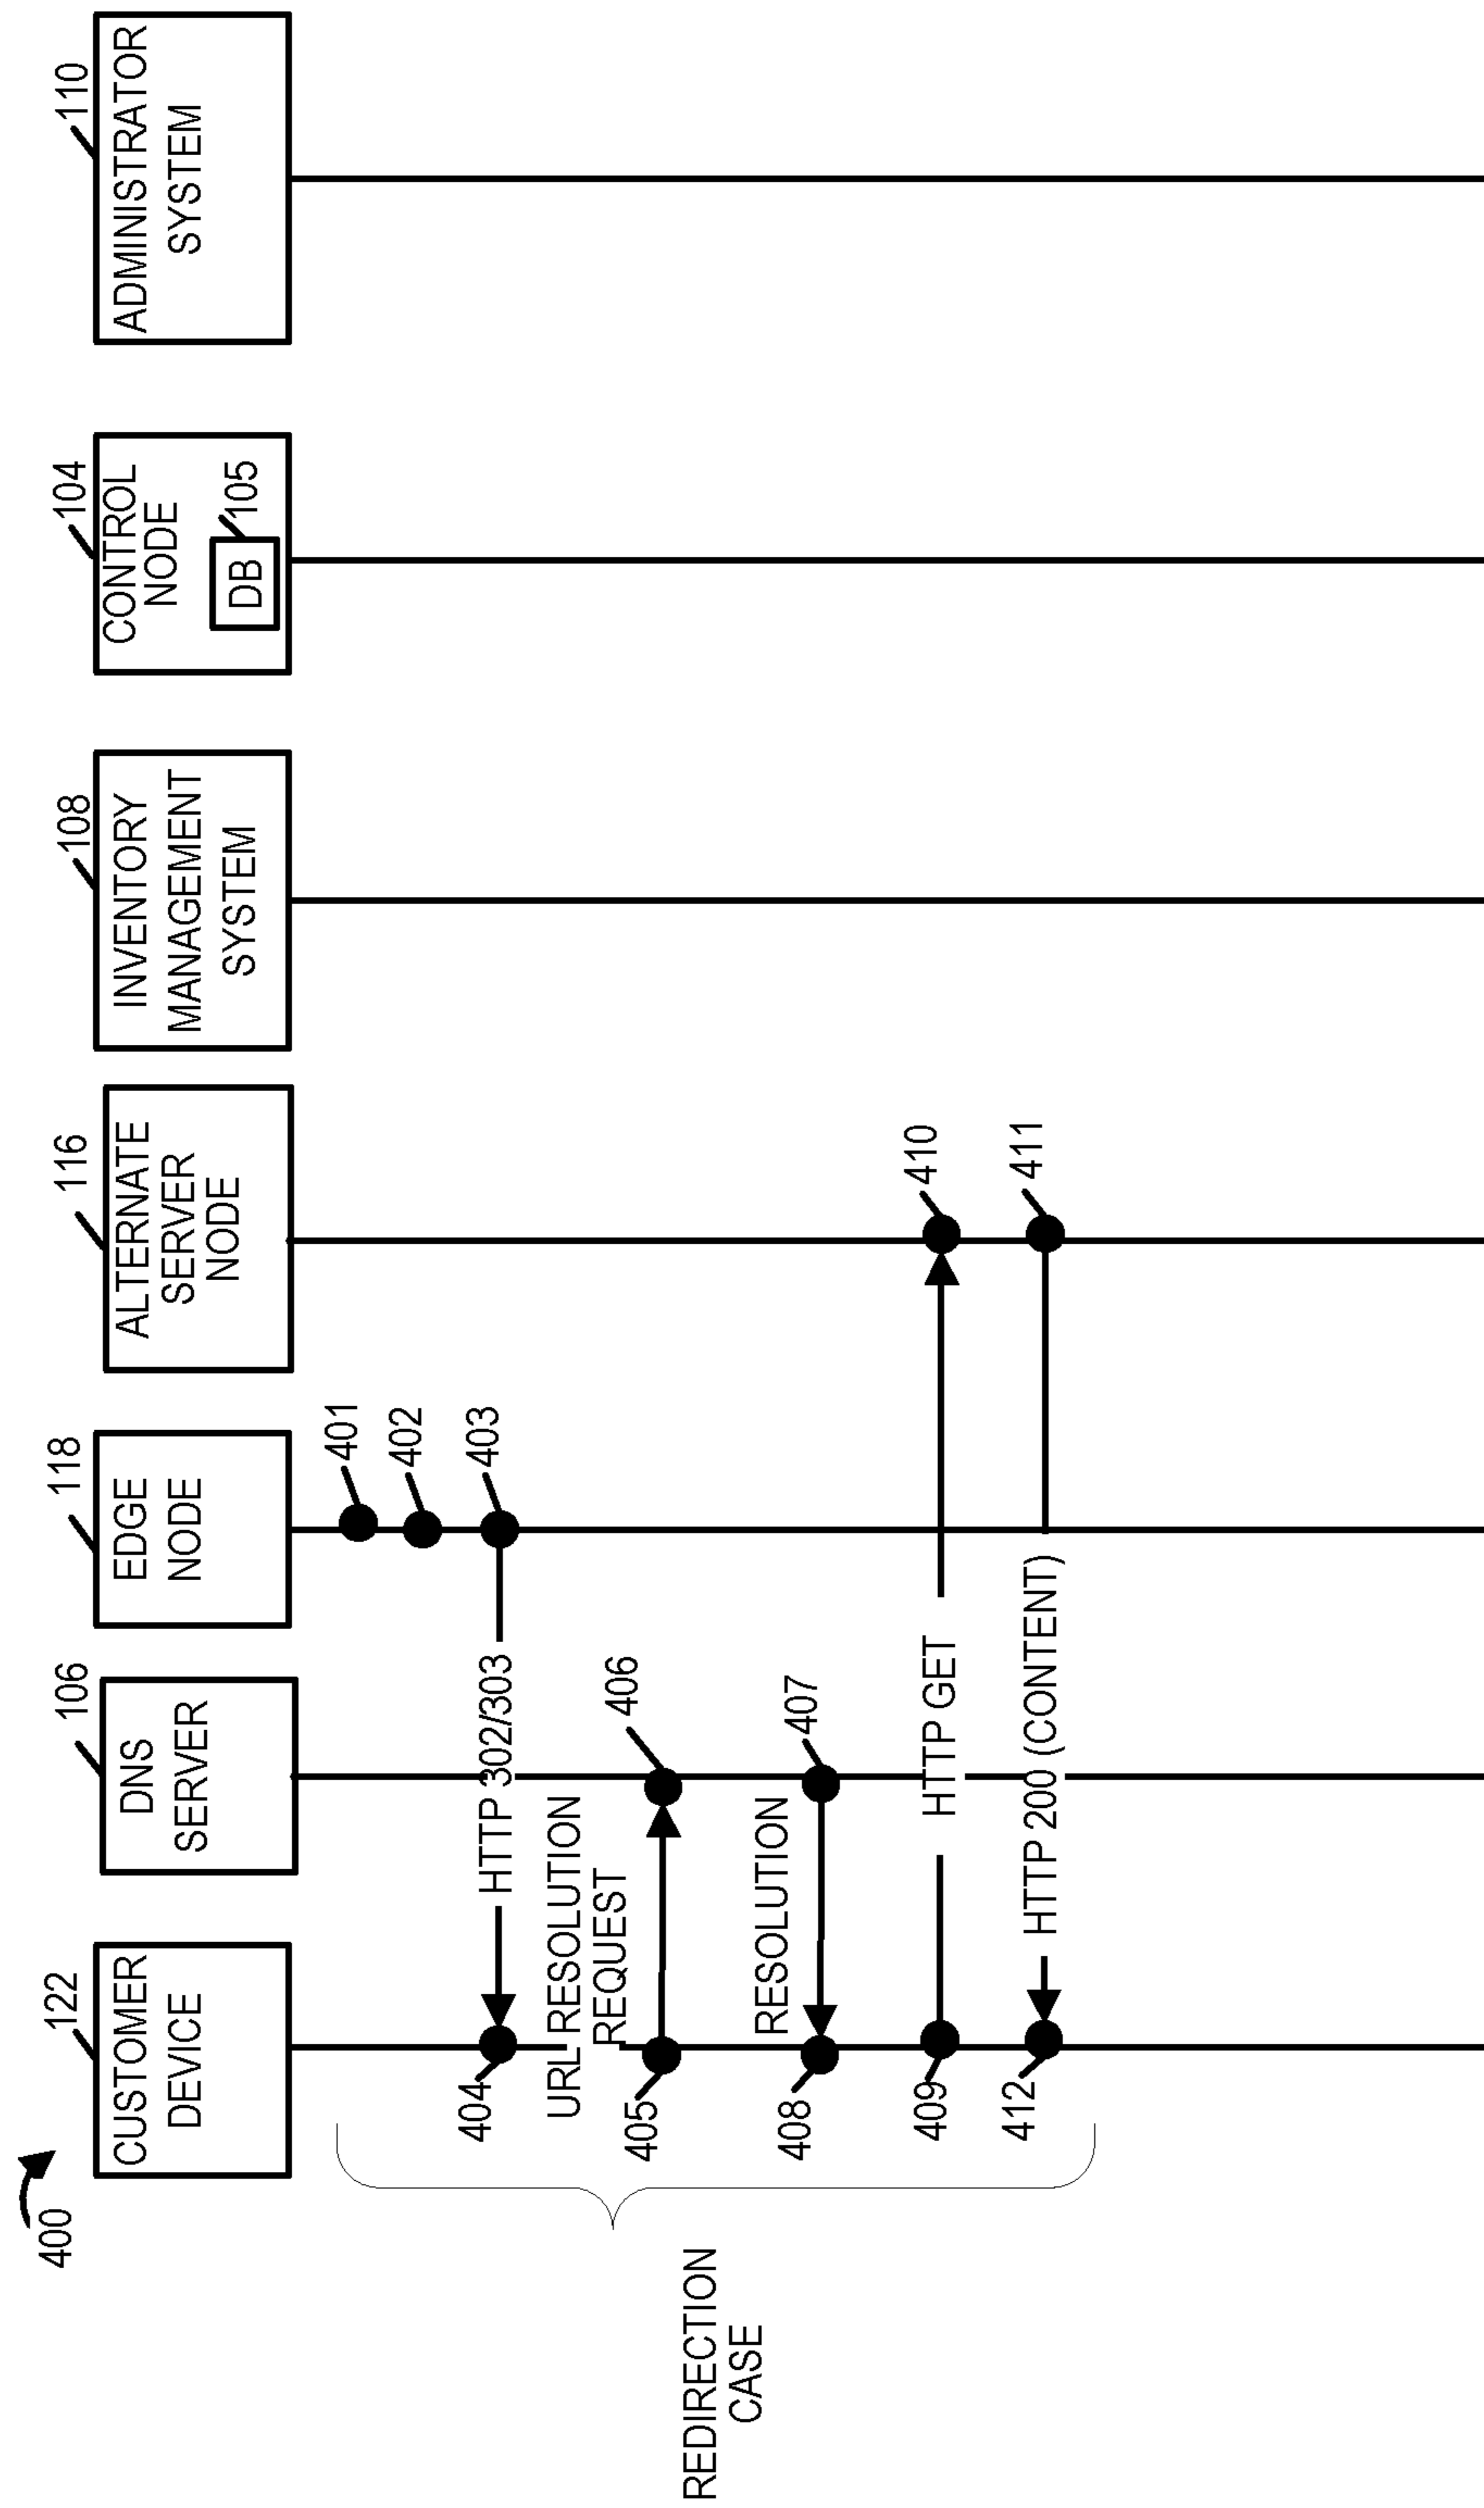 400
122
CUSTOMER
DEVICE
106
DNS
SERVER
118
EDGE
NODE
116
ALTERNATE
SERVER
NODE
108
INVENTORY
MANAGEMENT
SYSTEM
104
CONTROL
NODE
DB
105
110
ADMINISTRATOR
SYSTEM
401
402
403
404
HTTP 302/303
URL RESOLUTION
REQUEST
405
406
RESOLUTION
407
408
409
HTTP GET
410
411
412
HTTP 200 (CONTENT)
REDIRECTION
CASE